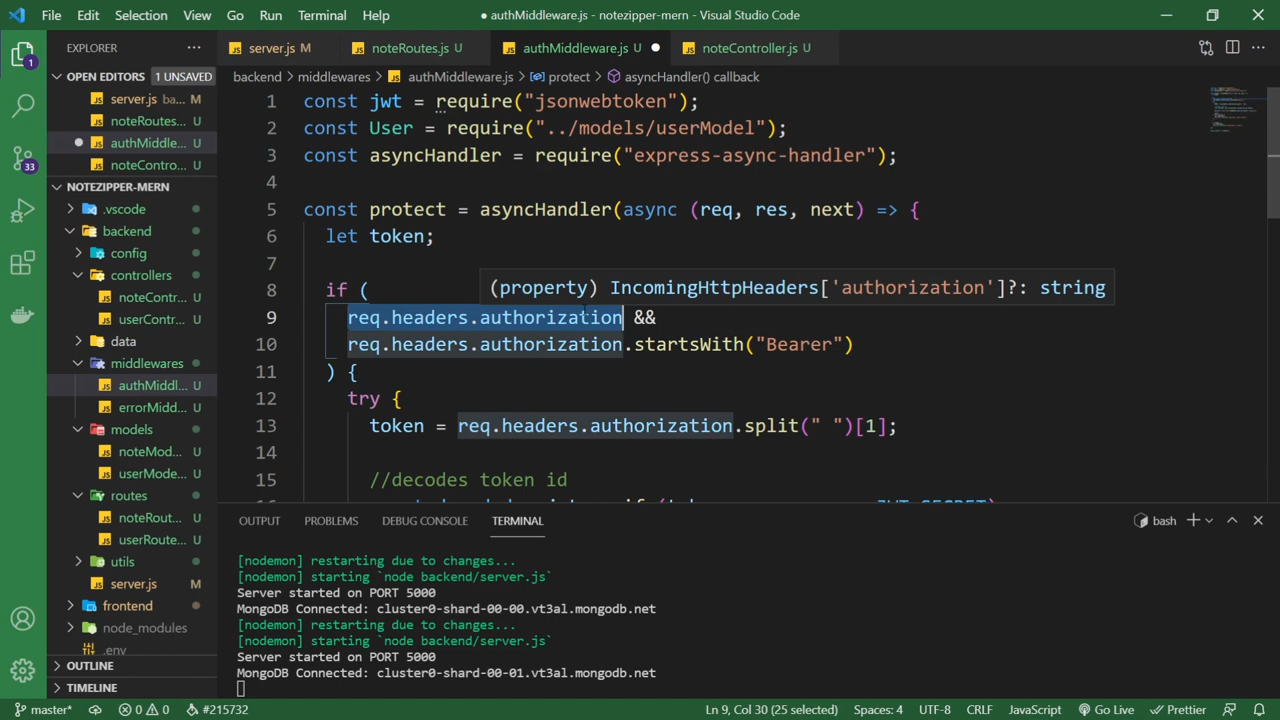 File Edit Selection View Go Run Terminal Help
● authMiddleware.js - notezipper-mern - Visual Studio Code
EXPLORER ...
server.js M
noteRoutes.js U
authMiddleware.js U ●
noteController.js U
1
OPEN EDITORS 1 UNSAVED
server.js ba... M
noteRoutes... U
authMiddle... U
noteContro... U
33
NOTEZIPPER-MERN
.vscode
backend
config
controllers
noteContr... U
userContr... U
data
middlewares
authMiddl... U
errorMidd... U
models
noteMod... U
userMode... U
routes
noteRout... U
userRoute... U
utils
server.js M
frontend
node_modules
.env
OUTLINE
TIMELINE
backend > middlewares > authMiddleware.js > protect > asyncHandler() callback
1 const jwt = require("jsonwebtoken");
2 const User = require("../models/userModel");
3 const asyncHandler = require("express-async-handler");
4
5 const protect = asyncHandler(async (req, res, next) => {
6 let token;
7
(property) IncomingHttpHeaders['authorization']?: string
8 if (
9 req.headers.authorization &&
10 req.headers.authorization.startsWith("Bearer")
11 ) {
12 try {
13 token = req.headers.authorization.split(" ")[1];
14
15 //decodes token id
OUTPUT PROBLEMS DEBUG CONSOLE TERMINAL
bash
[nodemon] restarting due to changes...
[nodemon] starting `node backend/server.js`
Server started on PORT 5000
MongoDB Connected: cluster0-shard-00-00.vt3al.mongodb.net
[nodemon] restarting due to changes...
[nodemon] starting `node backend/server.js`
Server started on PORT 5000
MongoDB Connected: cluster0-shard-00-01.vt3al.mongodb.net
master* 0 0 #215732 Ln 9, Col 30 (25 selected) Spaces: 4 UTF-8 CRLF JavaScript Go Live Prettier